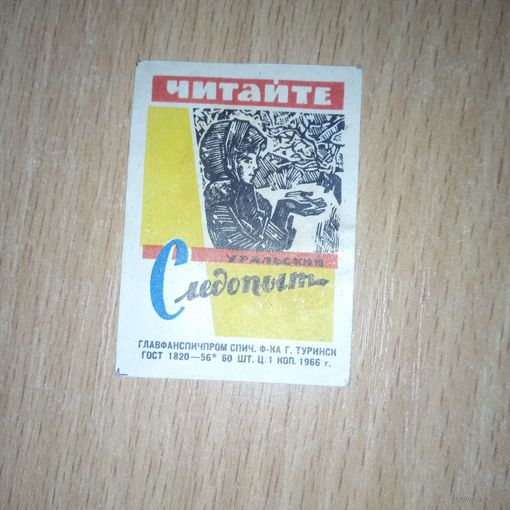 ЧИТАЙТЕ
УРАЛЬСКИЙ
Следопыт
ГЛАВФАНСПИЧПРОМ СПИЧ. Ф-КА Г. ТУРИНСК
ГОСТ 1820—56* 60 ШТ. Ц. 1 КОП. 1966 г.